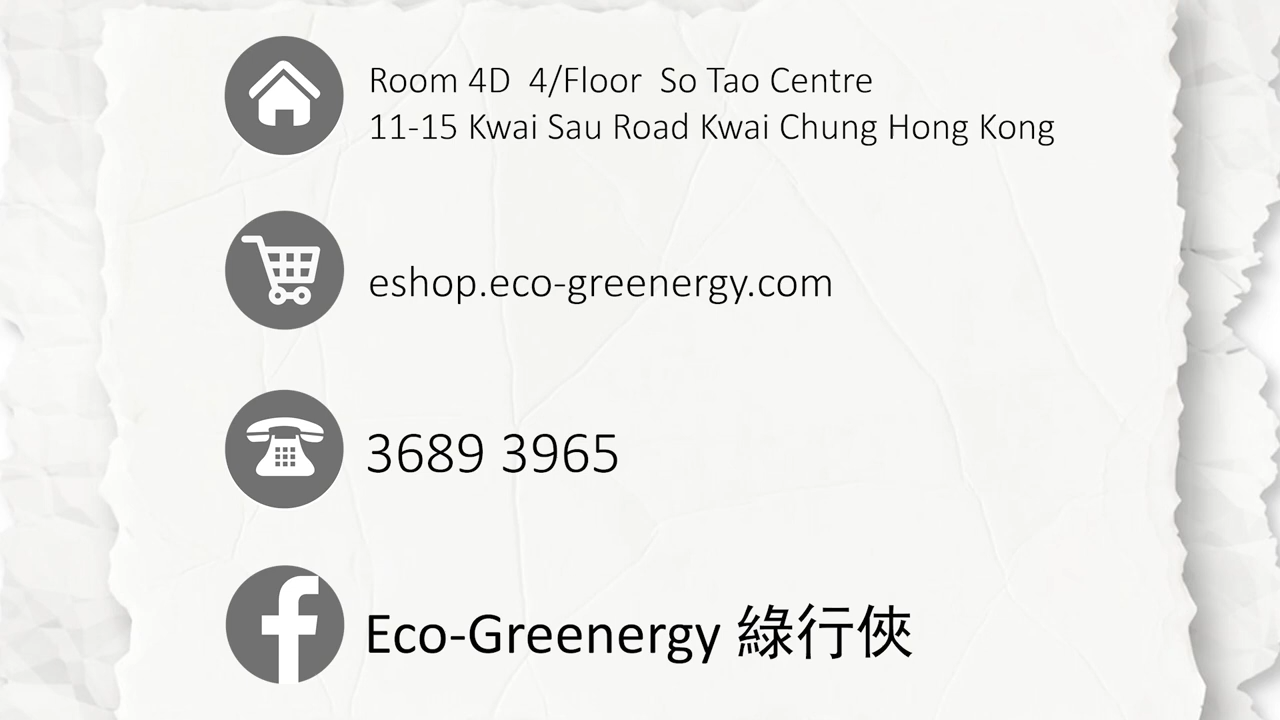 Room 4D  4/Floor  So Tao Centre
11-15 Kwai Sau Road Kwai Chung Hong Kong
eshop.eco-greenergy.com
3689 3965
Eco-Greenergy 綠行俠